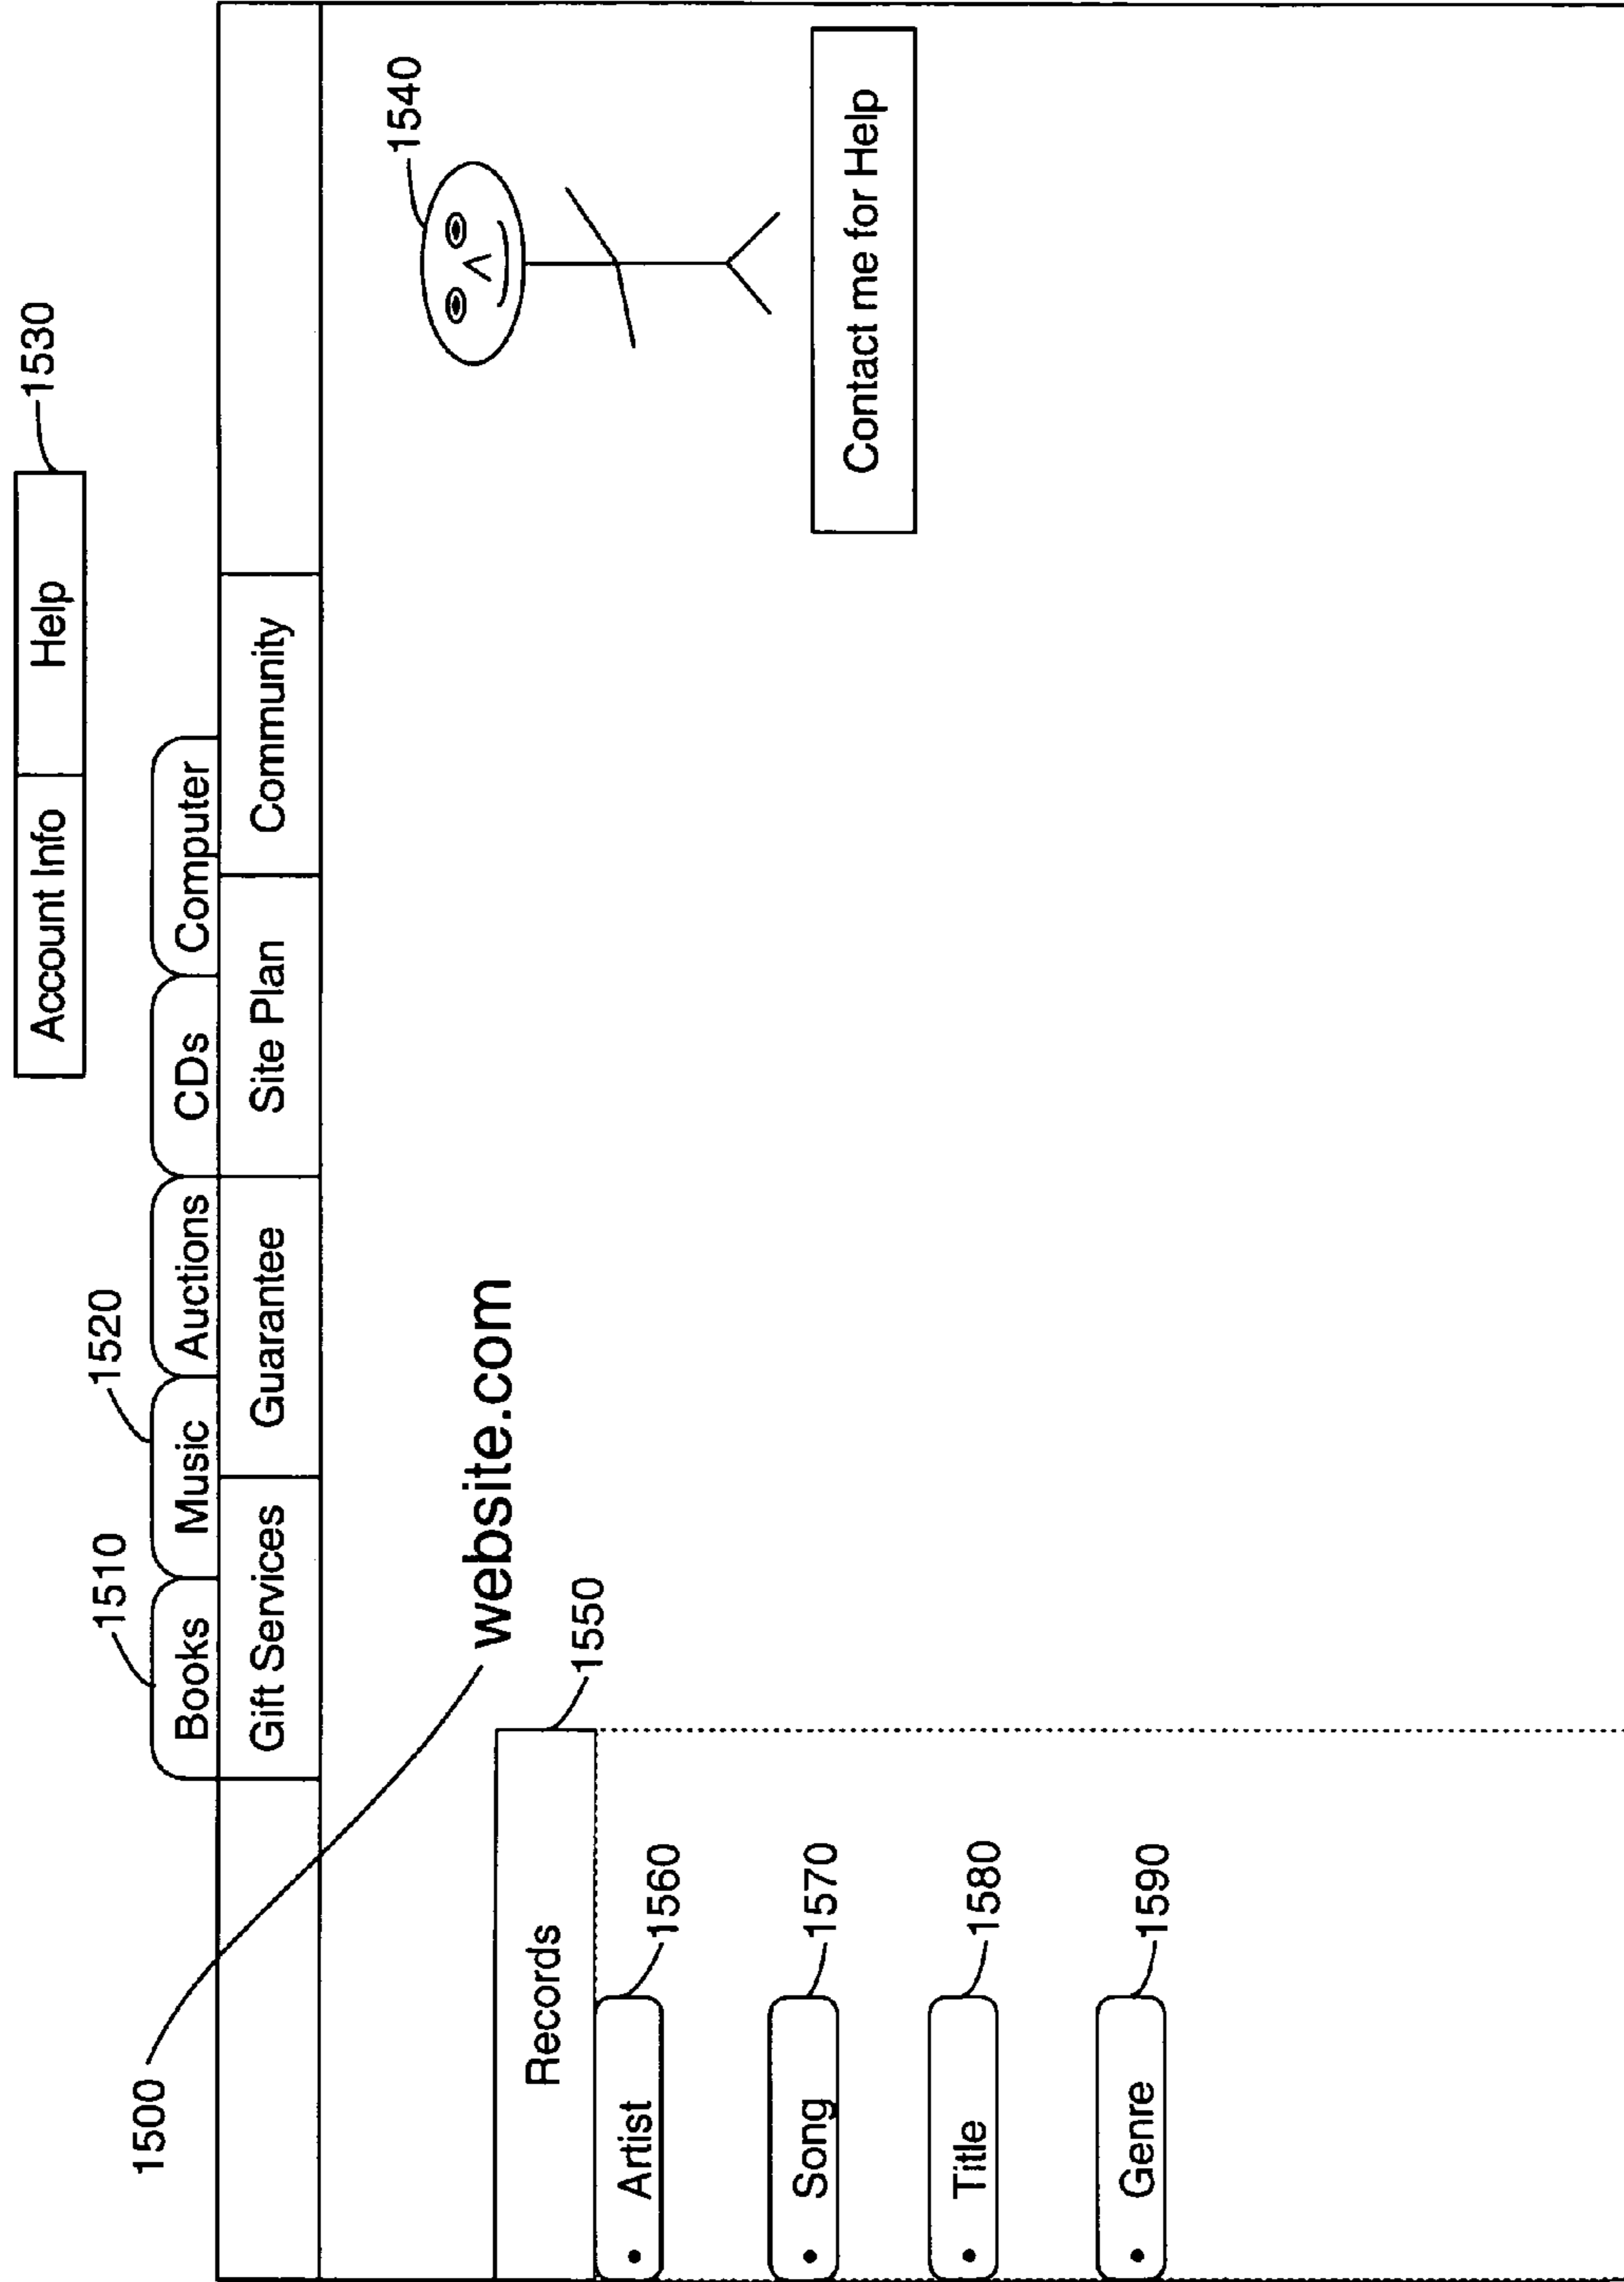 1530
Account Info Help
1510 1520
Books Music Auctions CDs Computer
1500
Gift Services Guarantee Site Plan Community
1540
website.com
1550
Records
1560
• Artist
1570
• Song
Contact me for Help
1580
• Title
1590
• Genre